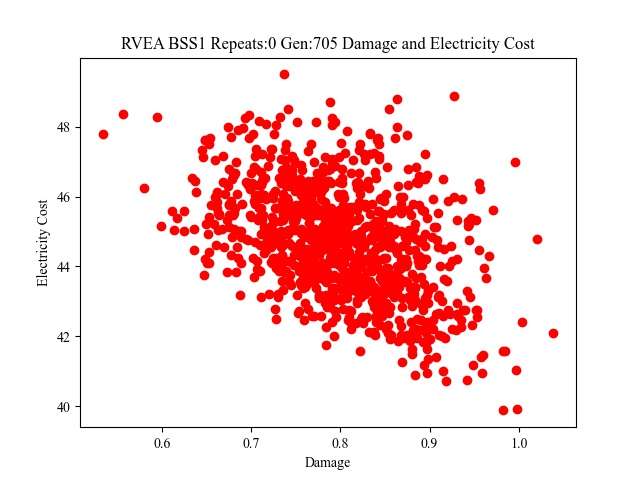 RVEA BSS1 Repeats:0 Gen:705 Damage and Electricity Cost
48
46
44
42
40
Electricity Cost
0.6 0.7 0.8 0.9 1.0
Damage